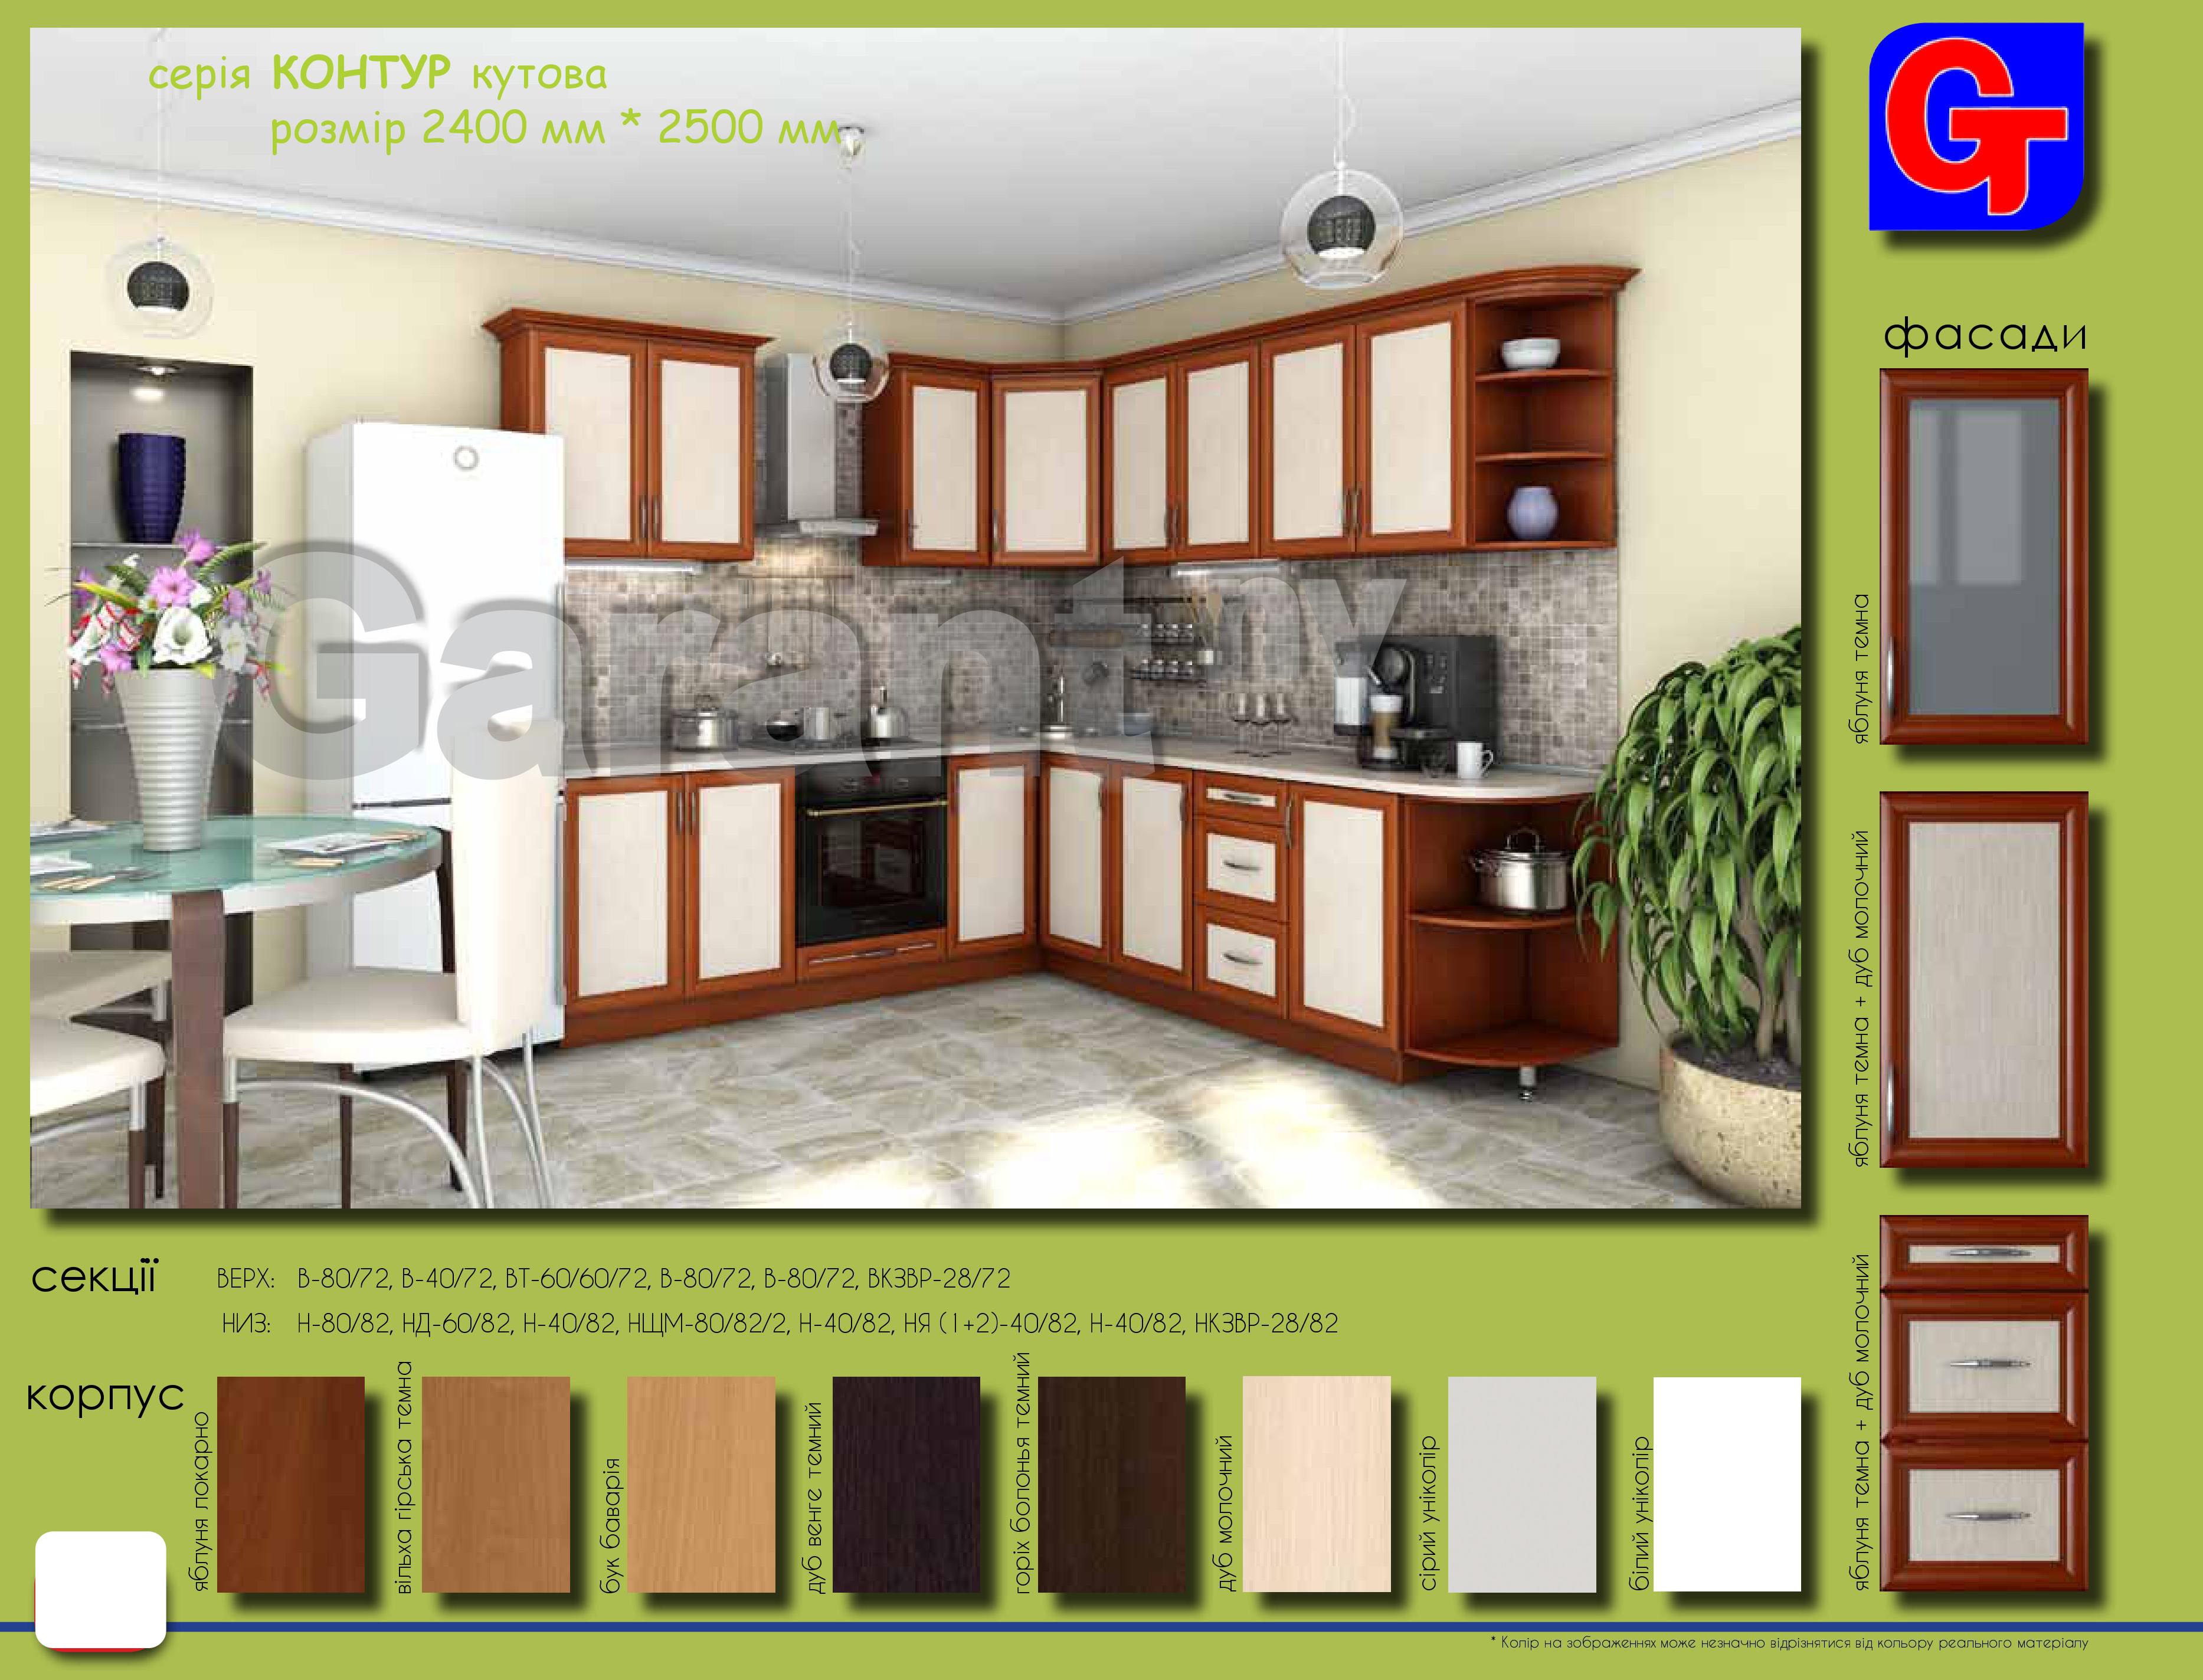 серія КОНТУР кутова
розмір 2400 мм * 2500 мм
GT
фасади
яблуня темна
яблуня темна + дуб молочний
яблуня темна + дуб молочний
Garant nv
секції
ВЕРХ: В-80/72, В-40/72, ВТ-60/60/72, В-80/72, В-80/72, ВКЗВР-28/72
НИЗ: Н-80/82, НД-60/82, Н-40/82, НЩМ-80/82/2, Н-40/82, НЯ (1+2)-40/82, Н-40/82, НКЗВР-28/82
корпус
яблуня локарно
вільха гірська темна
бук баварія
дуб венге темний
горіх болонья темний
дуб молочний
сірий уніколір
білий уніколір
* Колір на зображеннях може незначно відрізнятися від кольору реального матеріалу